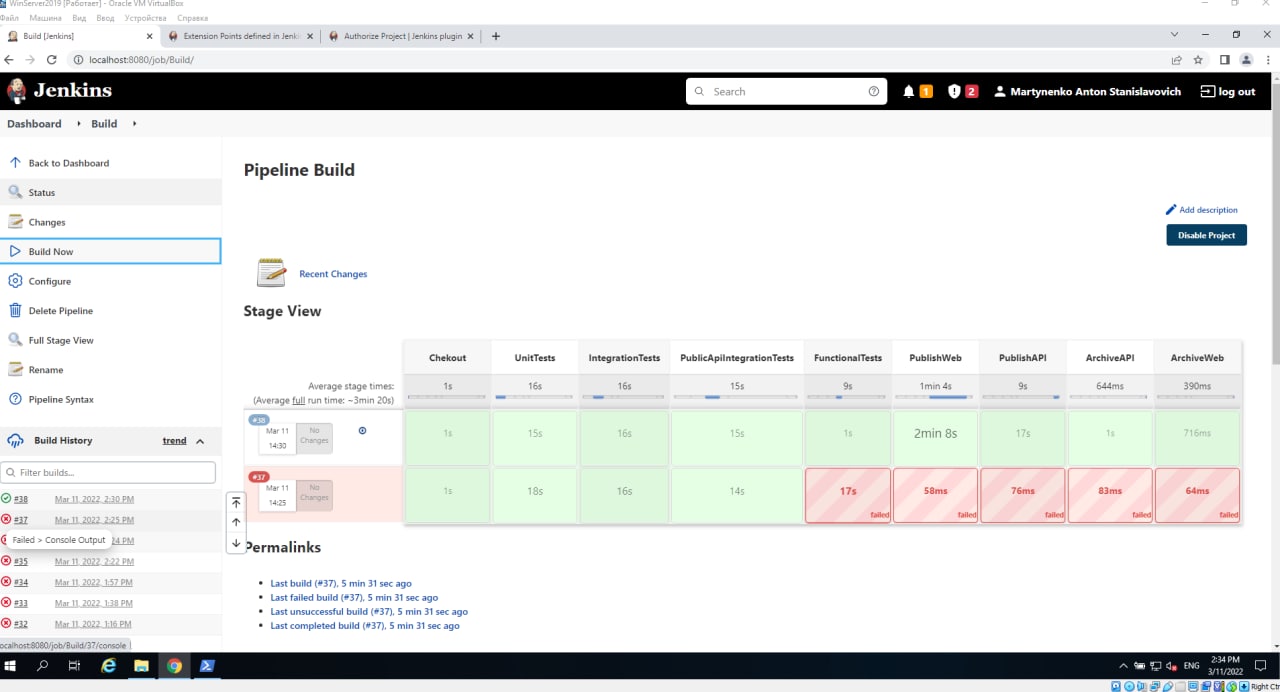 WinServer2019 [Работает] - Oracle VM VirtualBox
Файл Машина Вид Ввод Устройства Справка
Build [Jenkins] Extension Points defined in Jenki Authorize Project | Jenkins plugin
localhost:8080/job/Build/
Jenkins Search 1 2 Martynenko Anton Stanislavovich log out
Dashboard Build
Back to Dashboard
Status
Changes
Build Now
Configure
Delete Pipeline
Full Stage View
Rename
Pipeline Syntax
Build History trend
Filter builds...
#38 Mar 11, 2022, 2:30 PM
#37 Mar 11, 2022, 2:25 PM
Failed > Console Output 24 PM
#35 Mar 11, 2022, 2:22 PM
#34 Mar 11, 2022, 1:57 PM
#33 Mar 11, 2022, 1:38 PM
#32 Mar 11, 2022, 1:16 PM
ocalhost:8080/job/Build/37/console
Pipeline Build
Add description
Disable Project
Recent Changes
Stage View
Chekout UnitTests IntegrationTests PublicApiIntegrationTests FunctionalTests PublishWeb PublishAPI ArchiveAPI ArchiveWeb
Average stage times: 1s 16s 16s 15s 9s 1min 4s 9s 644ms 390ms
(Average full run time: ~3min 20s)
#38
Mar 11 No
14:30 Changes
1s 15s 16s 15s 1s 2min 8s 17s 1s 716ms
#37
Mar 11 No
14:25 Changes
1s 18s 16s 14s 17s 58ms 76ms 83ms 64ms
failed failed failed failed failed
Permalinks
Last build (#37), 5 min 31 sec ago
Last failed build (#37), 5 min 31 sec ago
Last unsuccessful build (#37), 5 min 31 sec ago
Last completed build (#37), 5 min 31 sec ago
ENG 2:34 PM
3/11/2022
Right Ctr